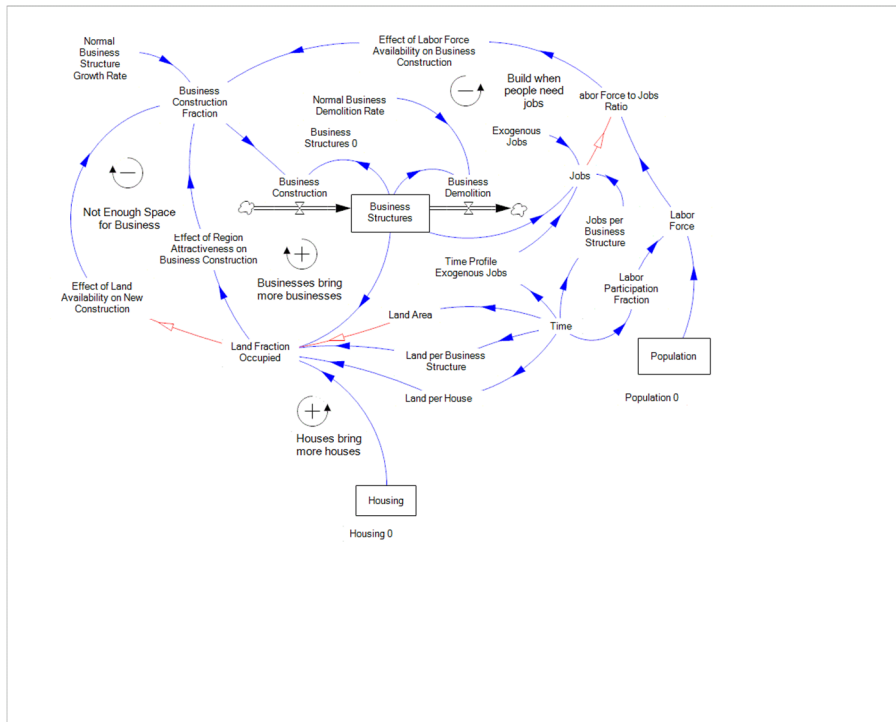 Normal
Business
Structure
Growth Rate
Effect of Labor Force
Availability on Business
Construction
Business
Construction
Fraction
Normal Business
Demolition Rate
Build when
people need
jobs
abor Force to Jobs
Ratio
Exogenous
Jobs
Business
Structures 0
Jobs
Business
Construction
Business
Structures
Business
Demolition
Not Enough Space
for Business
Jobs per
Business
Structure
Labor
Force
Effect of Region
Attractiveness on
Business Construction
Time Profile
Exogenous Jobs
Businesses bring
more businesses
Effect of Land
Availability on New
Construction
Labor
Participation
Fraction
Land Area
Time
Land Fraction
Occupied
Land per Business
Structure
Population
Land per House
Population 0
Houses bring
more houses
Housing
Housing 0